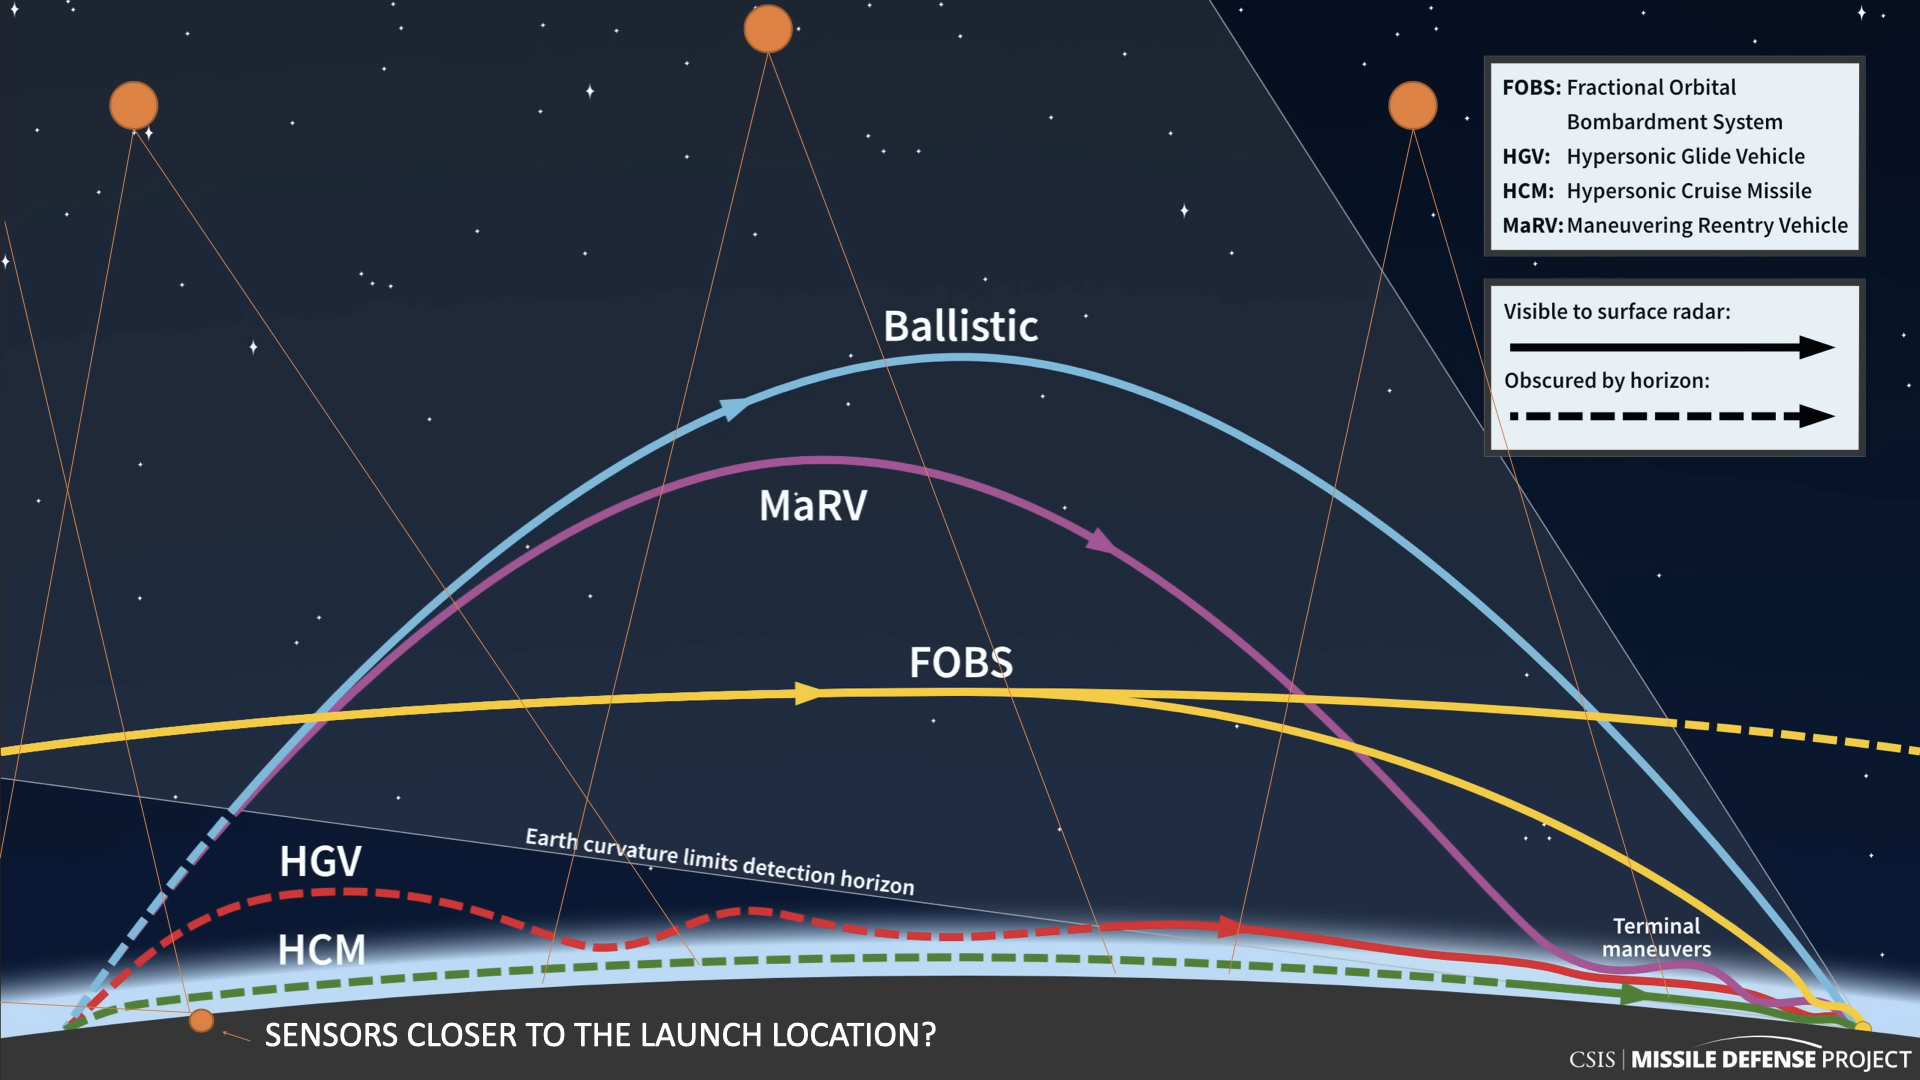 FOBS: Fractional Orbital
Bombardment System
HGV: Hypersonic Glide Vehicle
HCM: Hypersonic Cruise Missile
MaRV: Maneuvering Reentry Vehicle
Visible to surface radar:
Obscured by horizon:
Ballistic
MaRV
FOBS
Earth curvature limits detection horizon
HGV
HCM
Terminal
maneuvers
SENSORS CLOSER TO THE LAUNCH LOCATION?
CSIS | MISSILE DEFENSE PROJECT